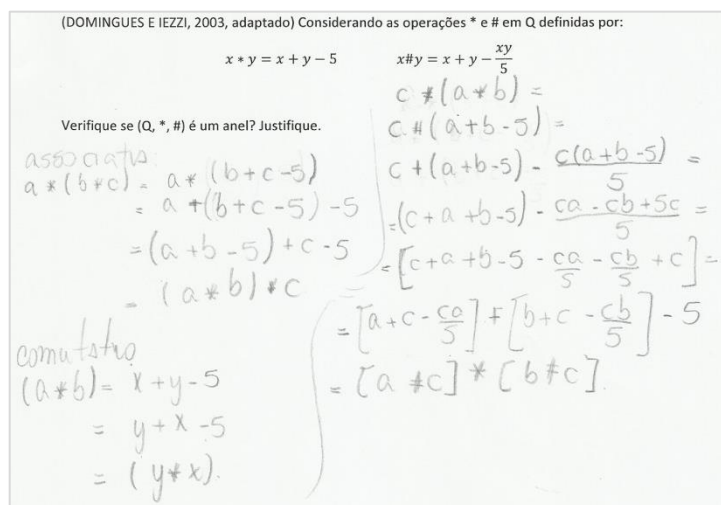 (DOMINGUES E IEZZI, 2003, adaptado) Considerando as operações * e # em Q definidas por:
x ∗ y = x + y − 5 x#y = x + y − xy/5
Verifique se (Q, *, #) é um anel? Justifique.
associativ:
a * (b * c) = a * (b + c - 5)
= a + (b + c - 5) - 5
= (a + b - 5) + c - 5
= (a * b) * c
comutativo
(a * b) = x + y - 5
= y + x - 5
= (y * x).
c # (a * b) =
c # (a + b - 5) =
c + (a + b - 5) - c(a + b - 5)/5 =
= (c + a + b - 5) - ca - cb + 5c/5 =
= [c + a + b - 5 - ca/5 - cb/5 + c] =
= [a + c - ca/5] + [b + c - cb/5] - 5
= [a # c] * [b # c].